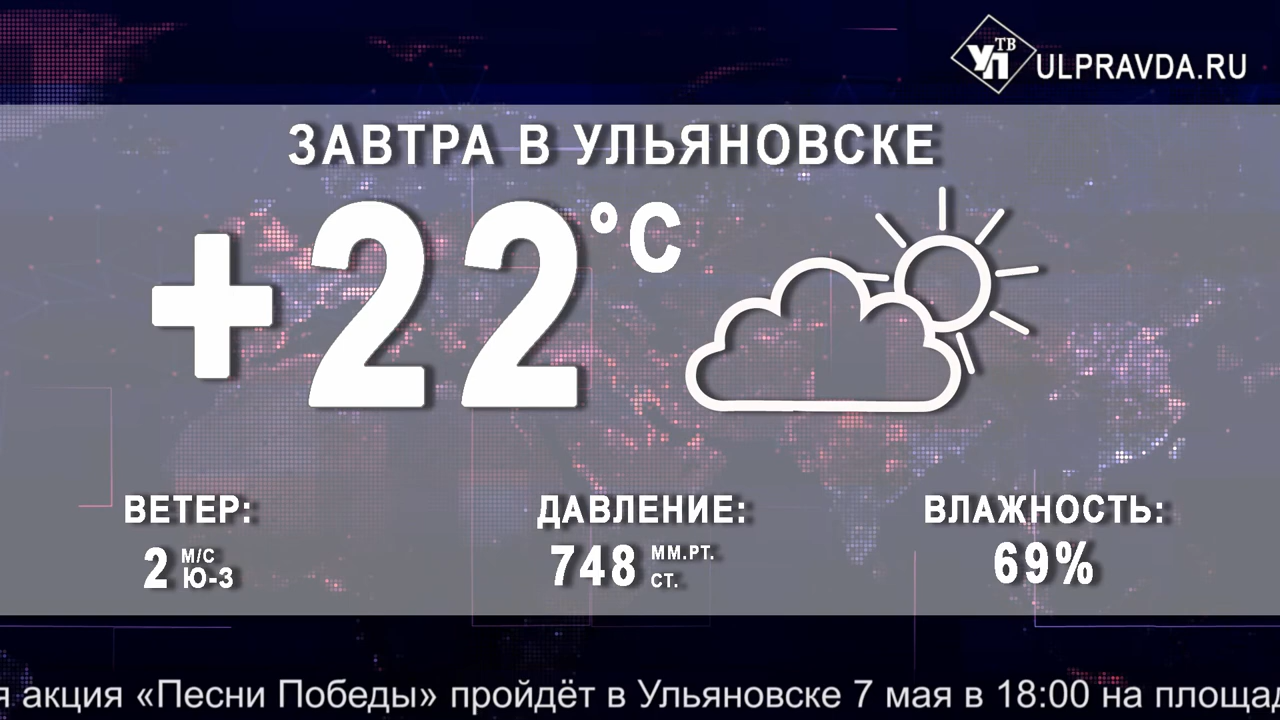 УП ТВ
ULPRAVDA.RU
ЗАВТРА В УЛЬЯНОВСКЕ
+22°C
ВЕТЕР:
2 М/С
Ю-З
ДАВЛЕНИЕ:
748 ММ.РТ.
СТ.
ВЛАЖНОСТЬ:
69%
я акция «Песни Победы» пройдёт в Ульяновске 7 мая в 18:00 на площад